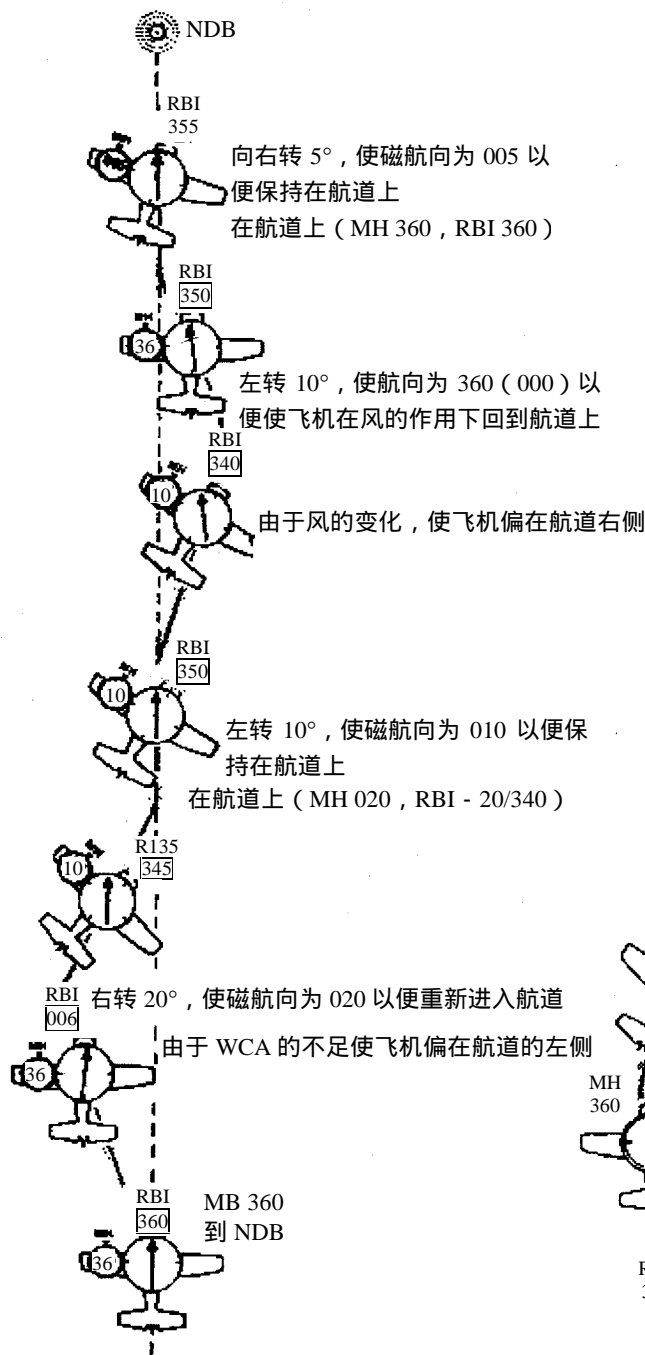 NDB
RBI
355
向右转 5°，使磁航向为 005 以
便保持在航道上
在航道上（MH 360，RBI 360）
RBI
350
36
左转 10°，使航向为 360（000）以
便使飞机在风的作用下回到航道上
RBI
340
10
由于风的变化，使飞机偏在航道右侧
RBI
350
10
左转 10°，使磁航向为 010 以便保
持在航道上
在航道上（MH 020，RBI - 20/340）
R135
345
10
RBI
006
右转 20°，使磁航向为 020 以便重新进入航道
由于 WCA 的不足使飞机偏在航道的左侧
36
MH
360
RBI
360
MB 360
到 NDB
36